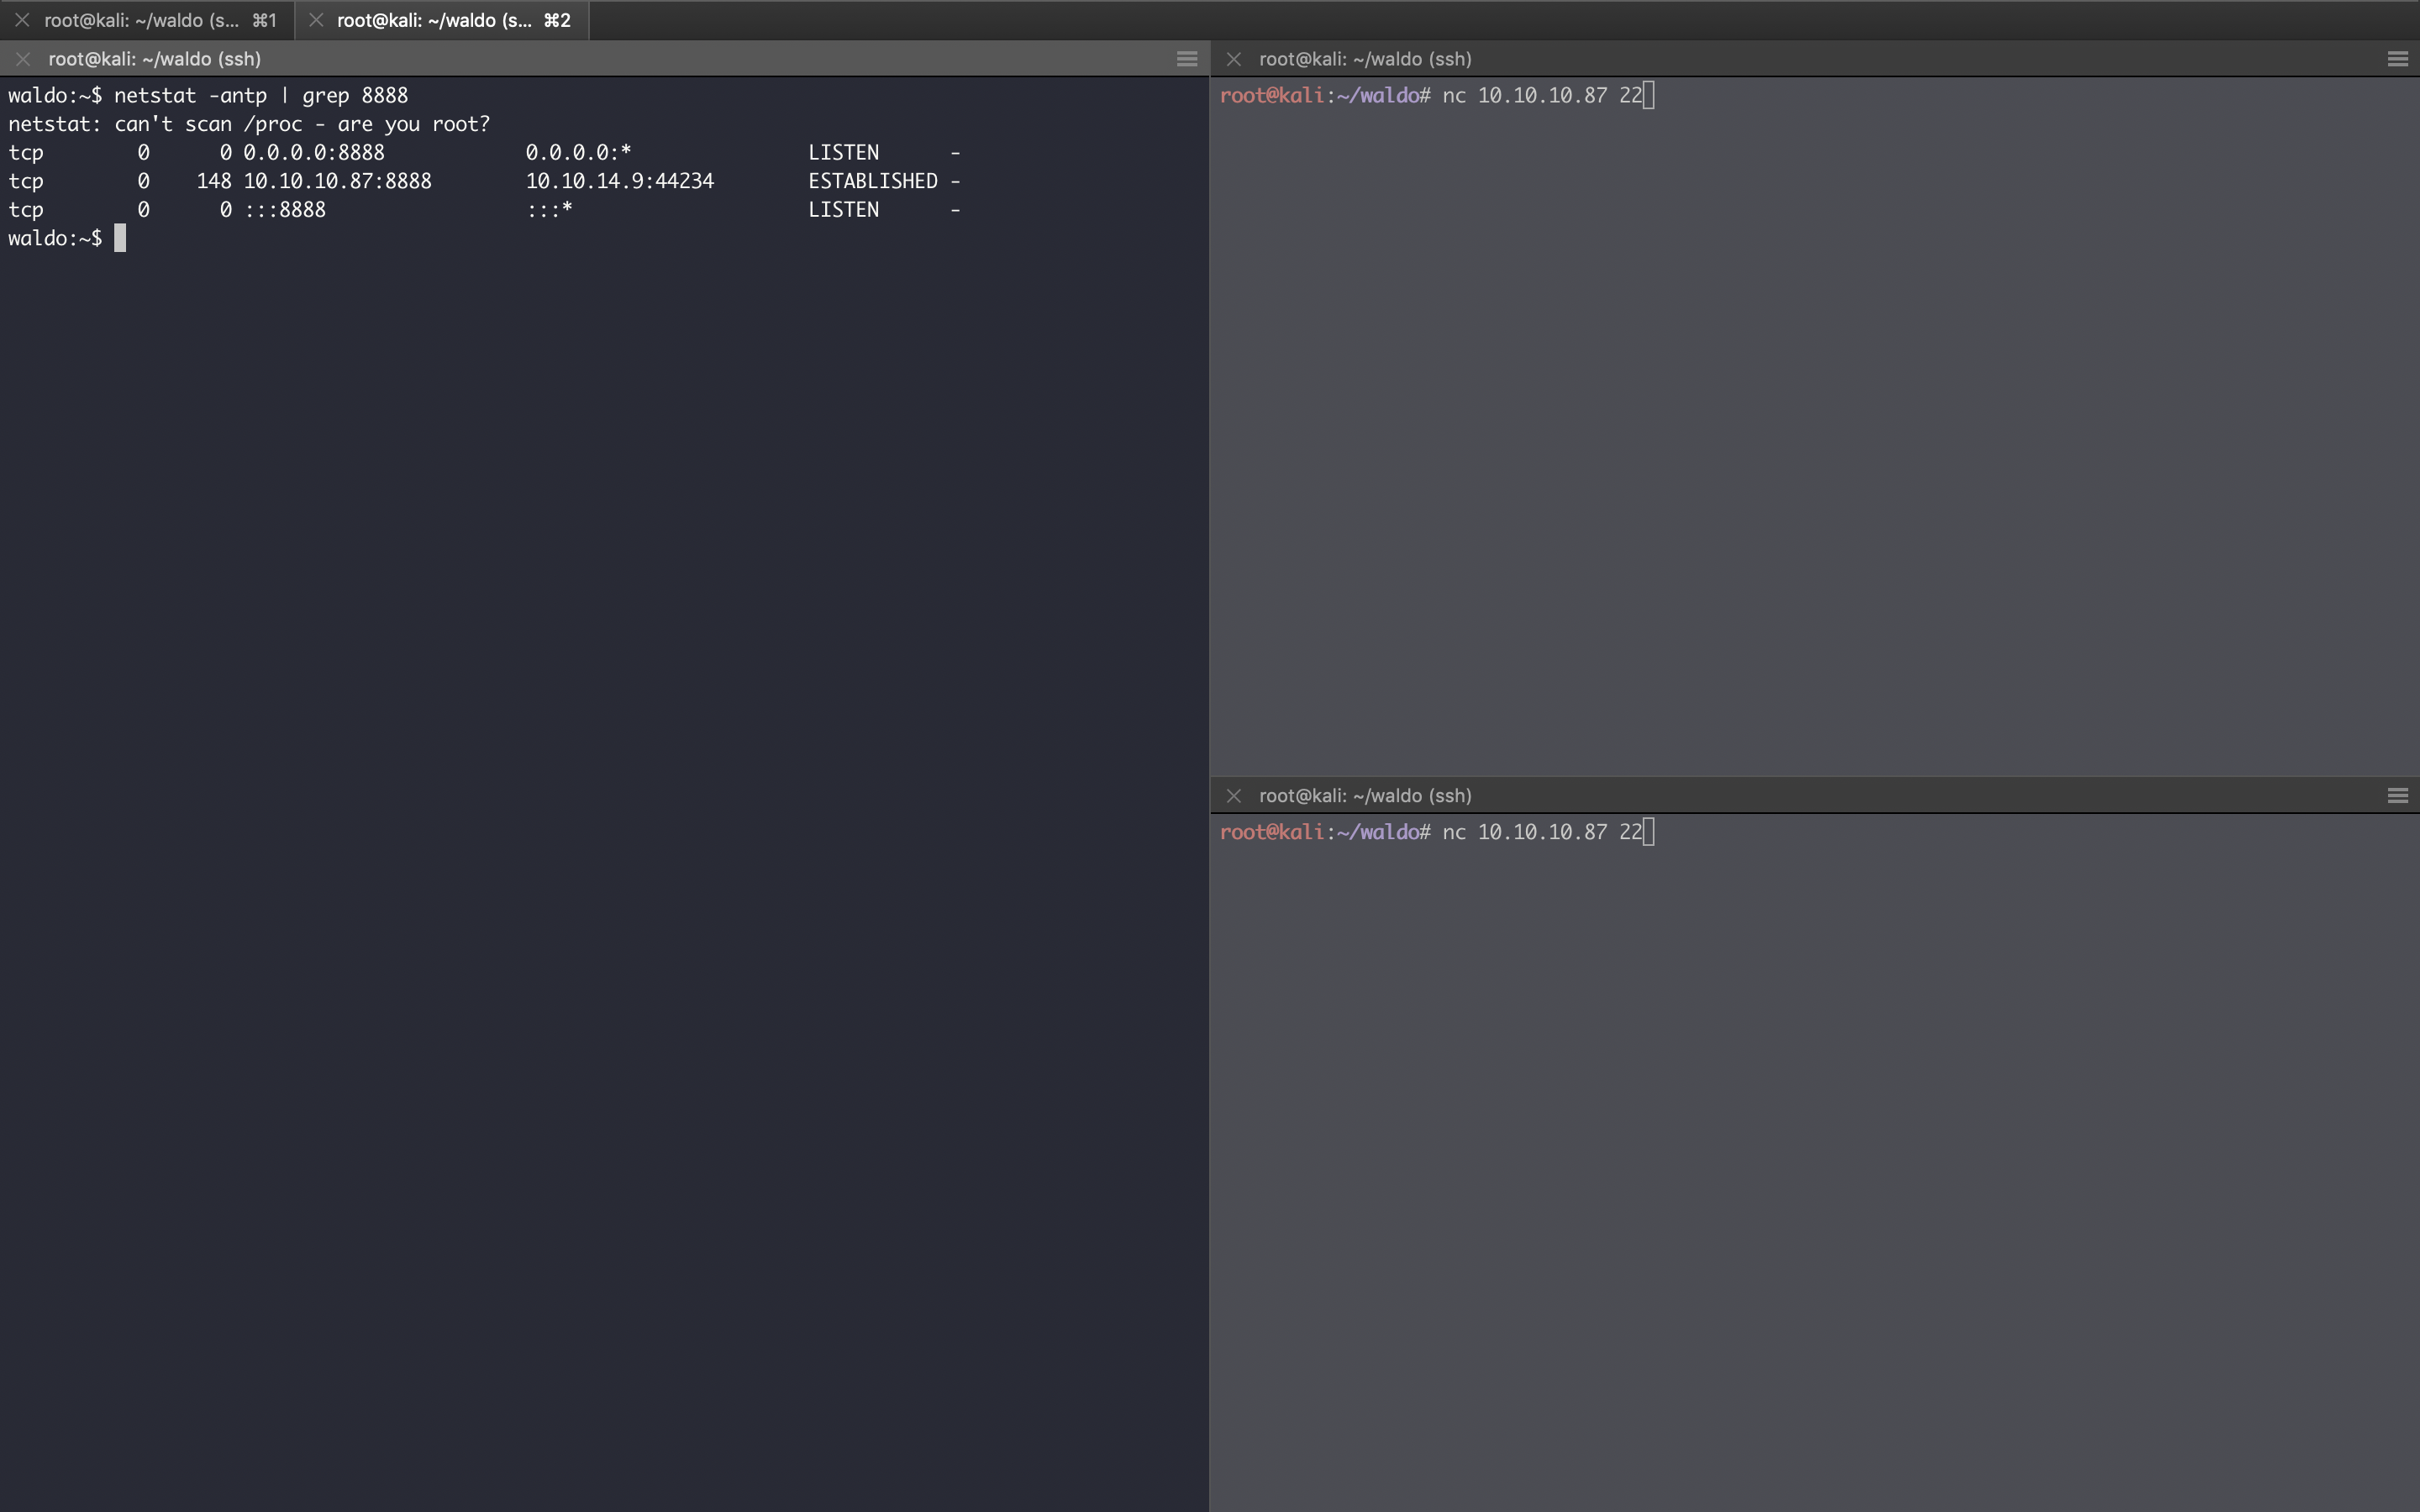 root@kali: ~/waldo (s... ⌘1
root@kali: ~/waldo (s... ⌘2
root@kali: ~/waldo (ssh)
waldo:~$ netstat -antp | grep 8888
netstat: can't scan /proc - are you root?
tcp        0      0 0.0.0.0:8888            0.0.0.0:*               LISTEN      -
tcp        0    148 10.10.10.87:8888        10.10.14.9:44234        ESTABLISHED -
tcp        0      0 :::8888                 :::*                    LISTEN      -
waldo:~$
root@kali: ~/waldo (ssh)
root@kali:~/waldo# nc 10.10.10.87 22
root@kali: ~/waldo (ssh)
root@kali:~/waldo# nc 10.10.10.87 22